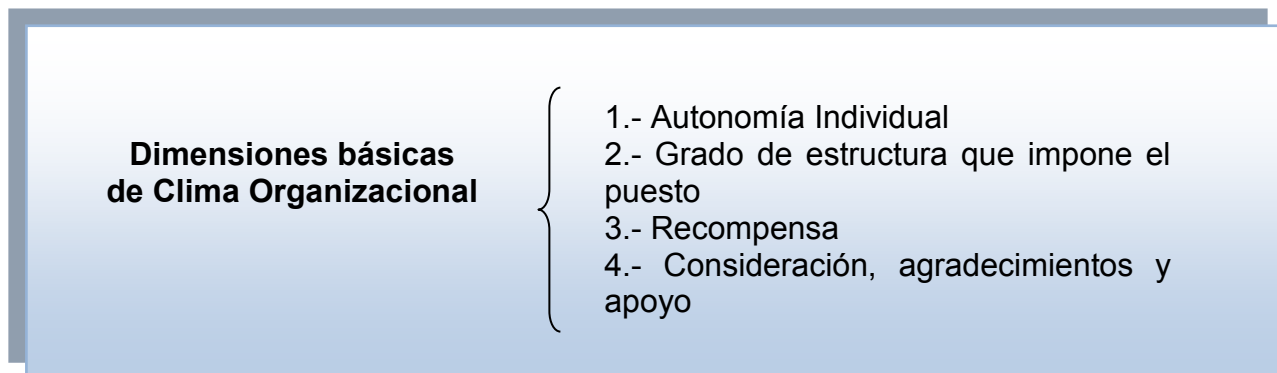 Dimensiones básicas
de Clima Organizacional
1.- Autonomía Individual
2.- Grado de estructura que impone el
puesto
3.- Recompensa
4.- Consideración, agradecimientos y
apoyo